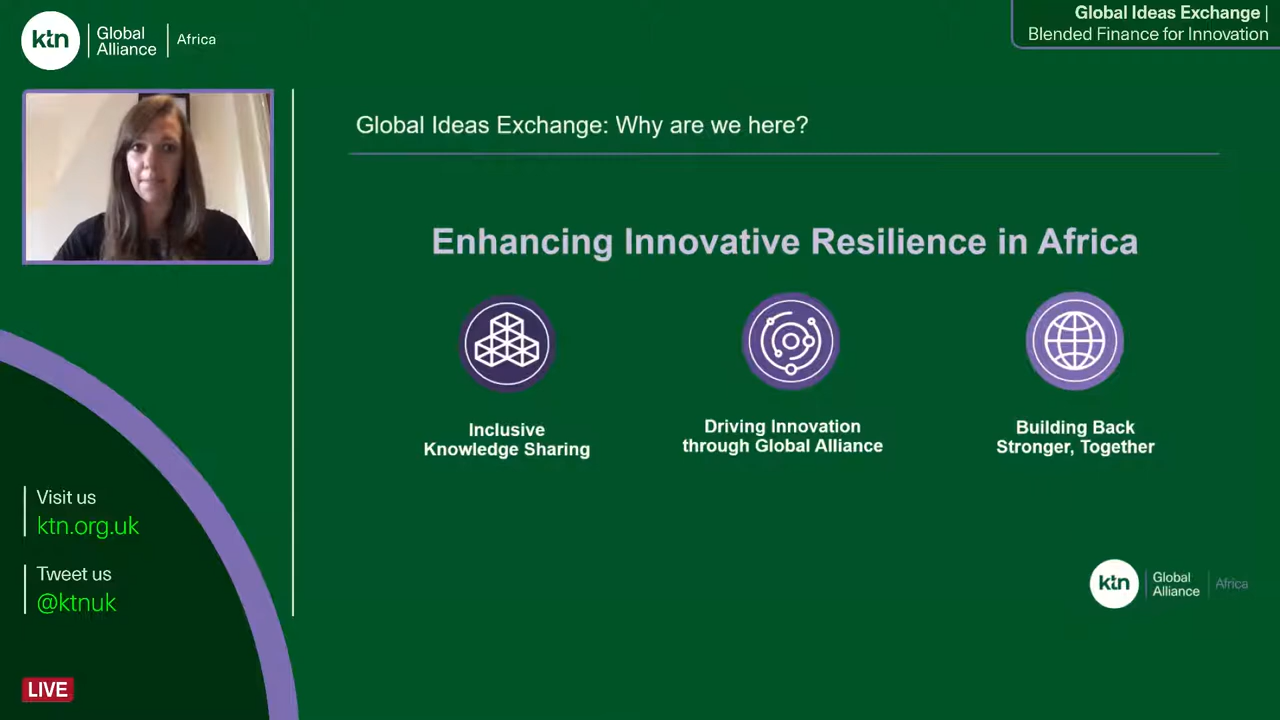 ktn
Global
Alliance
Africa
Global Ideas Exchange |
Blended Finance for Innovation
Global Ideas Exchange: Why are we here?
Enhancing Innovative Resilience in Africa
Inclusive
Knowledge Sharing
Driving Innovation
through Global Alliance
Building Back
Stronger, Together
Visit us
ktn.org.uk
Tweet us
@ktnuk
ktn
Global
Alliance
Africa
LIVE